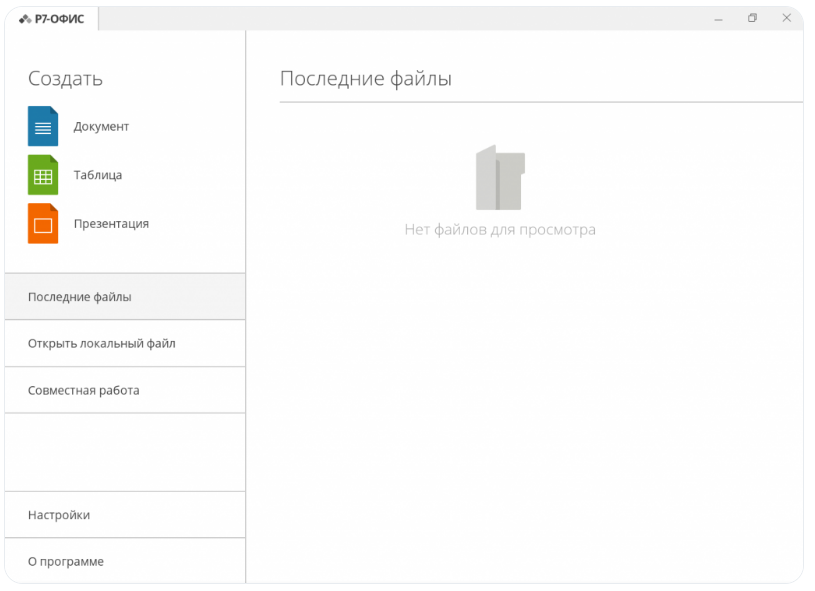 Р7-ОФИС
Создать
Документ
Таблица
Презентация
Последние файлы
Открыть локальный файл
Совместная работа
Настройки
О программе
Последние файлы
Нет файлов для просмотра